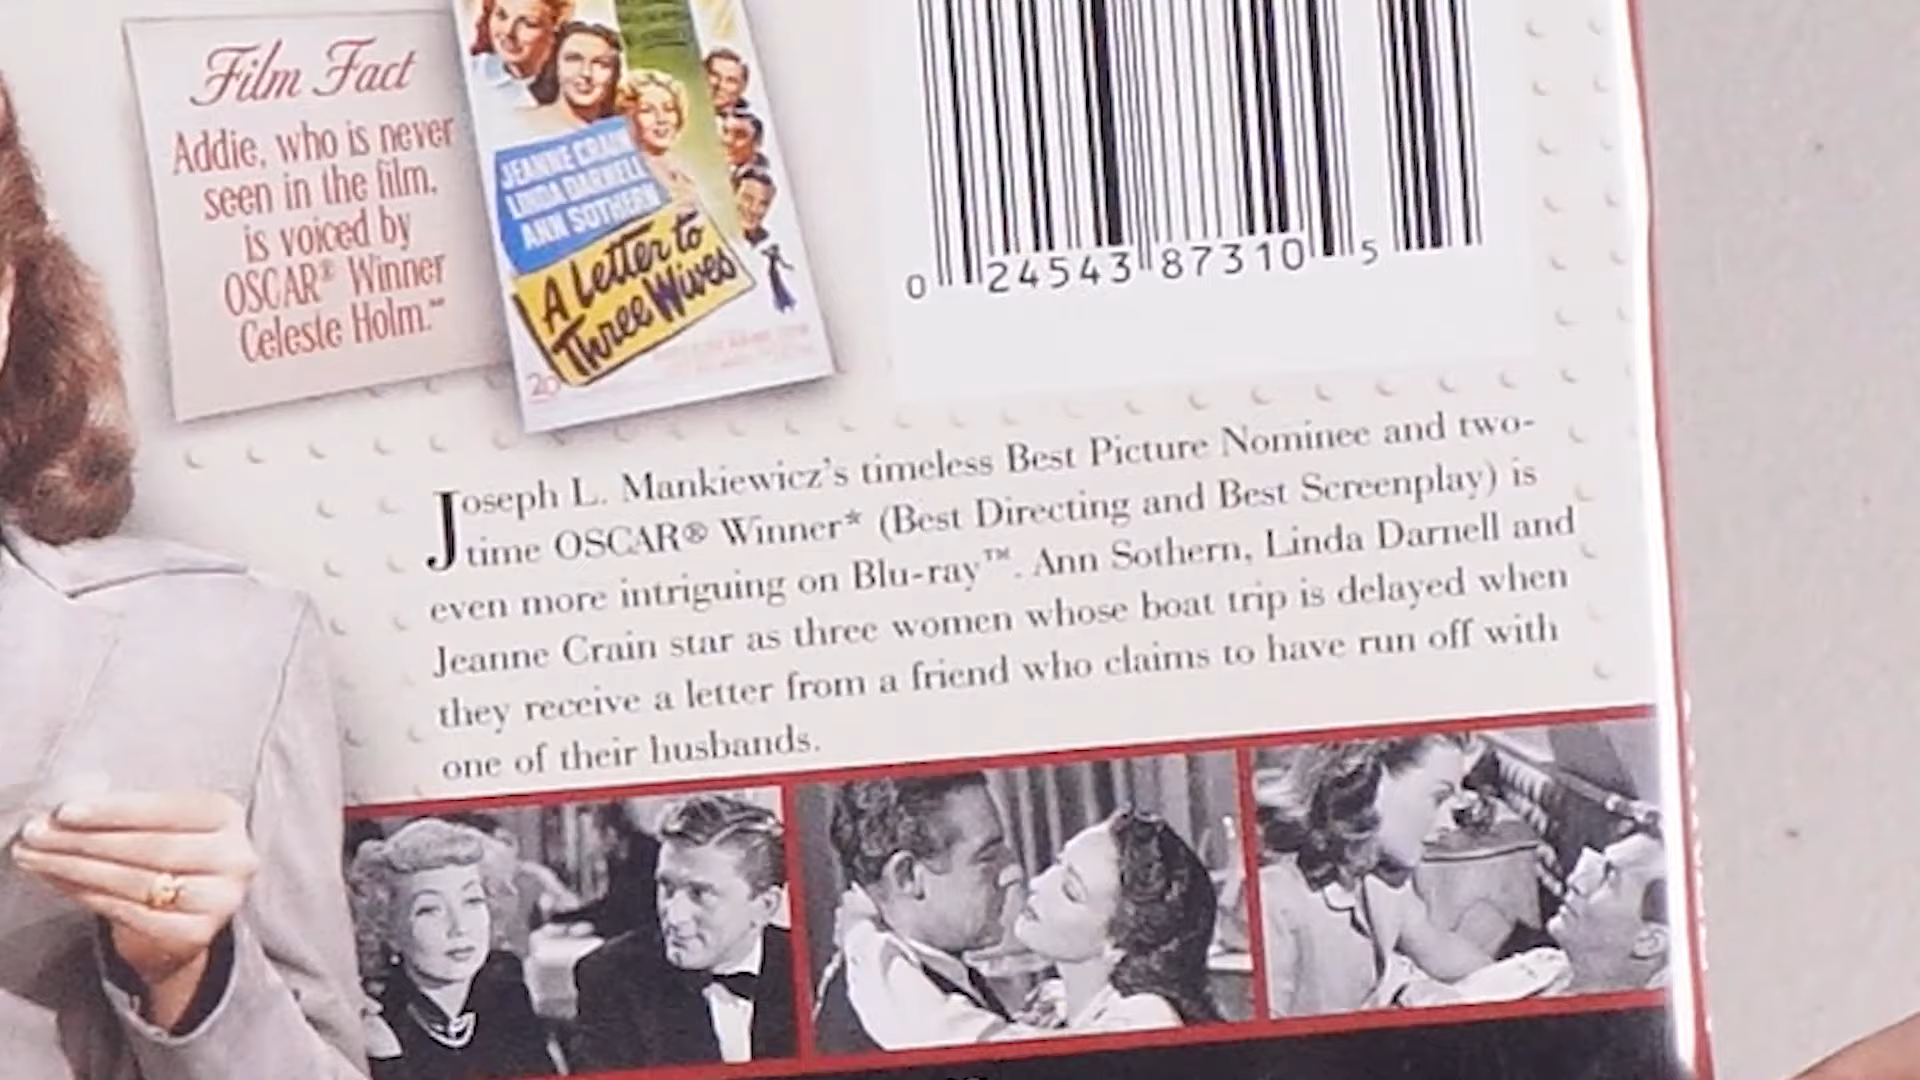 Film Fact
Addie, who is never
seen in the film,
is voiced by
OSCAR® Winner
Celeste Holm.**
JEANNE CRAIN
LINDA DARNELL
ANN SOTHERN
A Letter to
Three Wives
20
0 24543 87310 5
Joseph L. Mankiewicz's timeless Best Picture Nominee and two-
time OSCAR® Winner* (Best Directing and Best Screenplay) is
even more intriguing on Blu-ray™. Ann Sothern, Linda Darnell and
Jeanne Crain star as three women whose boat trip is delayed when
they receive a letter from a friend who claims to have run off with
one of their husbands.